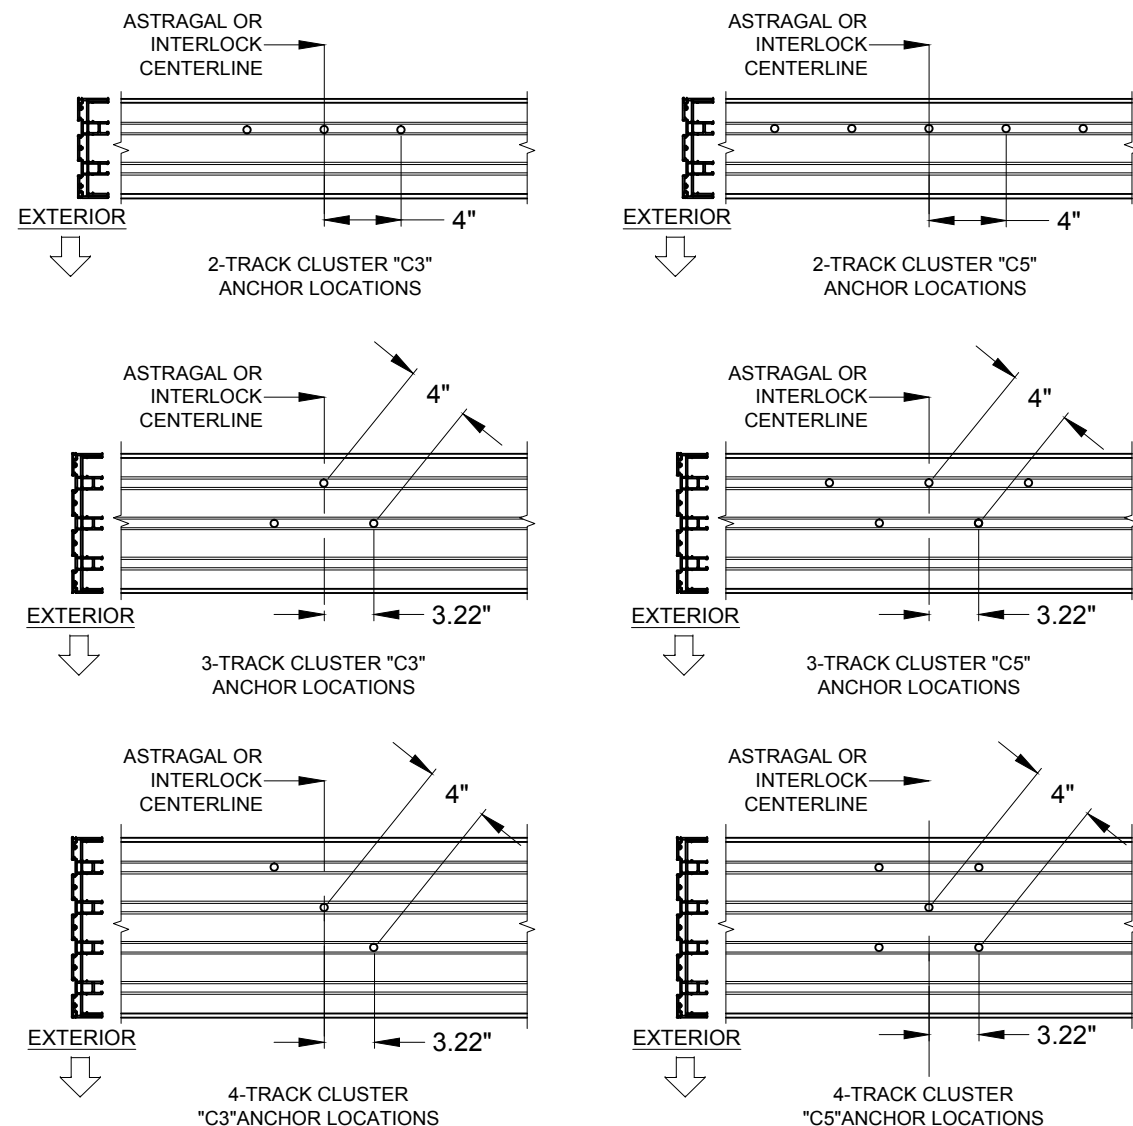 ASTRAGAL OR
INTERLOCK
CENTERLINE
EXTERIOR
4"
2-TRACK CLUSTER "C3"
ANCHOR LOCATIONS
ASTRAGAL OR
INTERLOCK
CENTERLINE
EXTERIOR
4"
2-TRACK CLUSTER "C5"
ANCHOR LOCATIONS
ASTRAGAL OR
INTERLOCK
CENTERLINE
4"
EXTERIOR
3.22"
3-TRACK CLUSTER "C3"
ANCHOR LOCATIONS
ASTRAGAL OR
INTERLOCK
CENTERLINE
4"
EXTERIOR
3.22"
3-TRACK CLUSTER "C5"
ANCHOR LOCATIONS
ASTRAGAL OR
INTERLOCK
CENTERLINE
4"
EXTERIOR
3.22"
4-TRACK CLUSTER
"C3"ANCHOR LOCATIONS
ASTRAGAL OR
INTERLOCK
CENTERLINE
4"
EXTERIOR
3.22"
4-TRACK CLUSTER
"C5"ANCHOR LOCATIONS